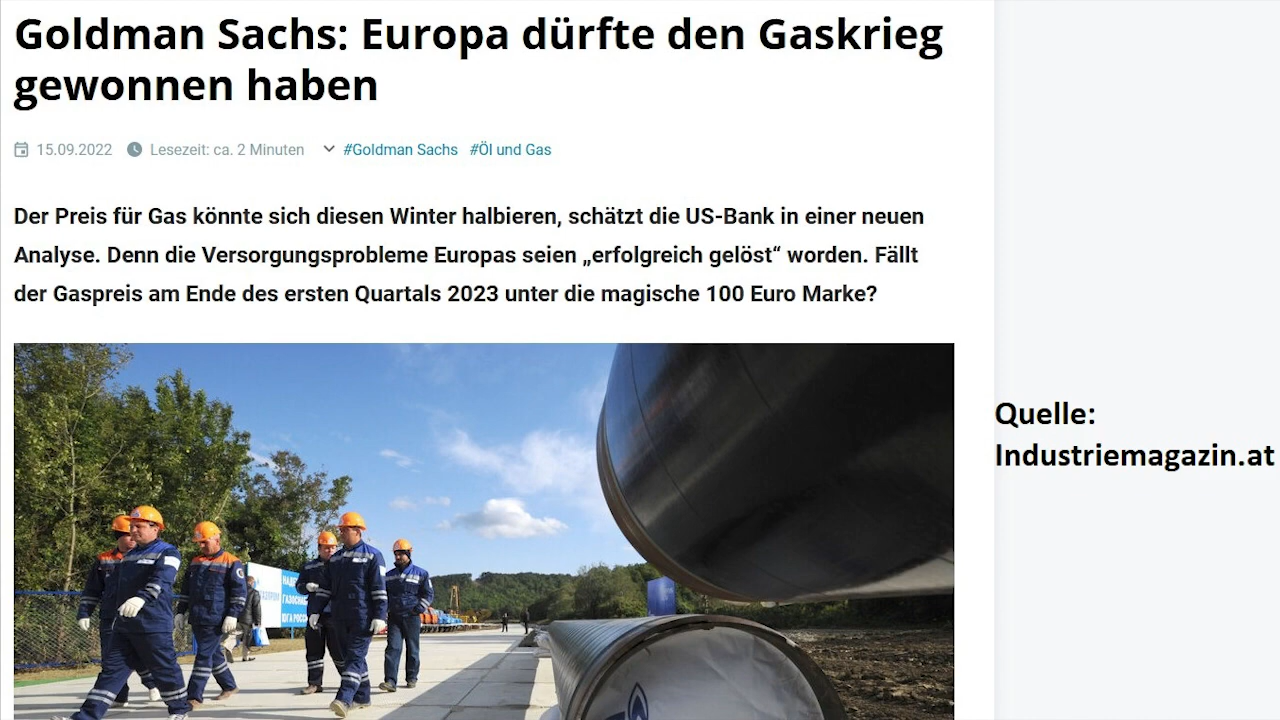 Goldman Sachs: Europa dürfte den Gaskrieg
gewonnen haben
15.09.2022 Lesezeit: ca. 2 Minuten #Goldman Sachs #Öl und Gas
Der Preis für Gas könnte sich diesen Winter halbieren, schätzt die US-Bank in einer neuen
Analyse. Denn die Versorgungsprobleme Europas seien „erfolgreich gelöst“ worden. Fällt
der Gaspreis am Ende des ersten Quartals 2023 unter die magische 100 Euro Marke?
Quelle:
Industriemagazin.at